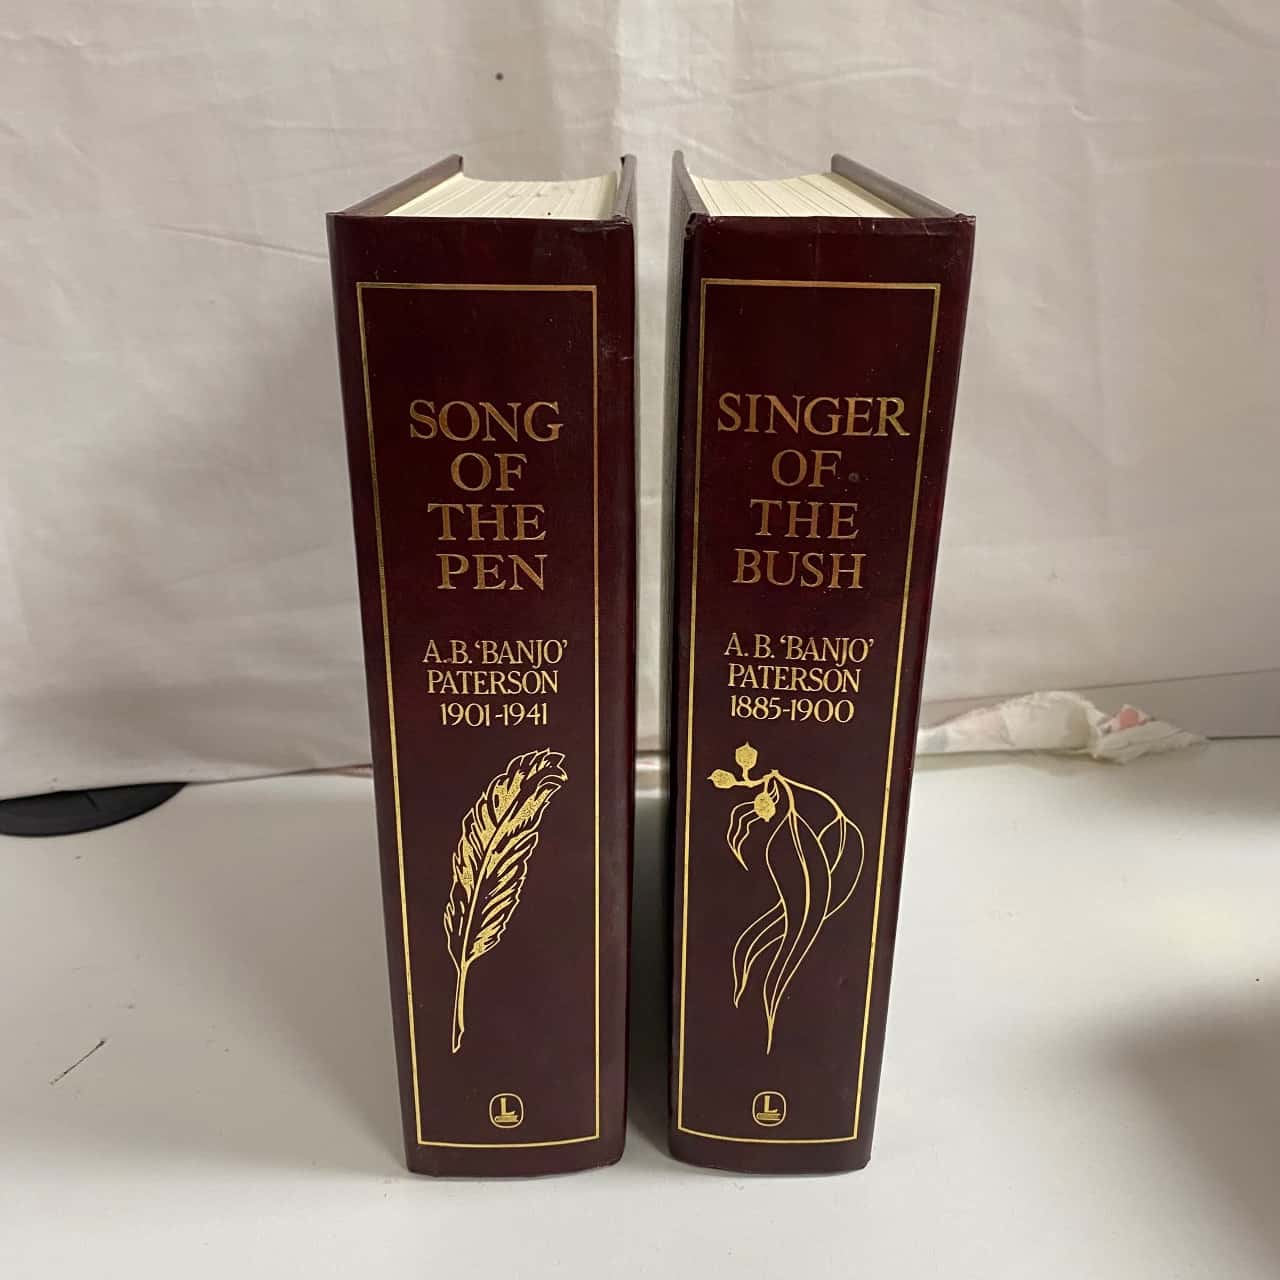 SONG
OF
THE
PEN
A.B. 'BANJO'
PATERSON
1901-1941
L
SINGER
OF
THE
BUSH
A.B. 'BANJO'
PATERSON
1885-1900
L